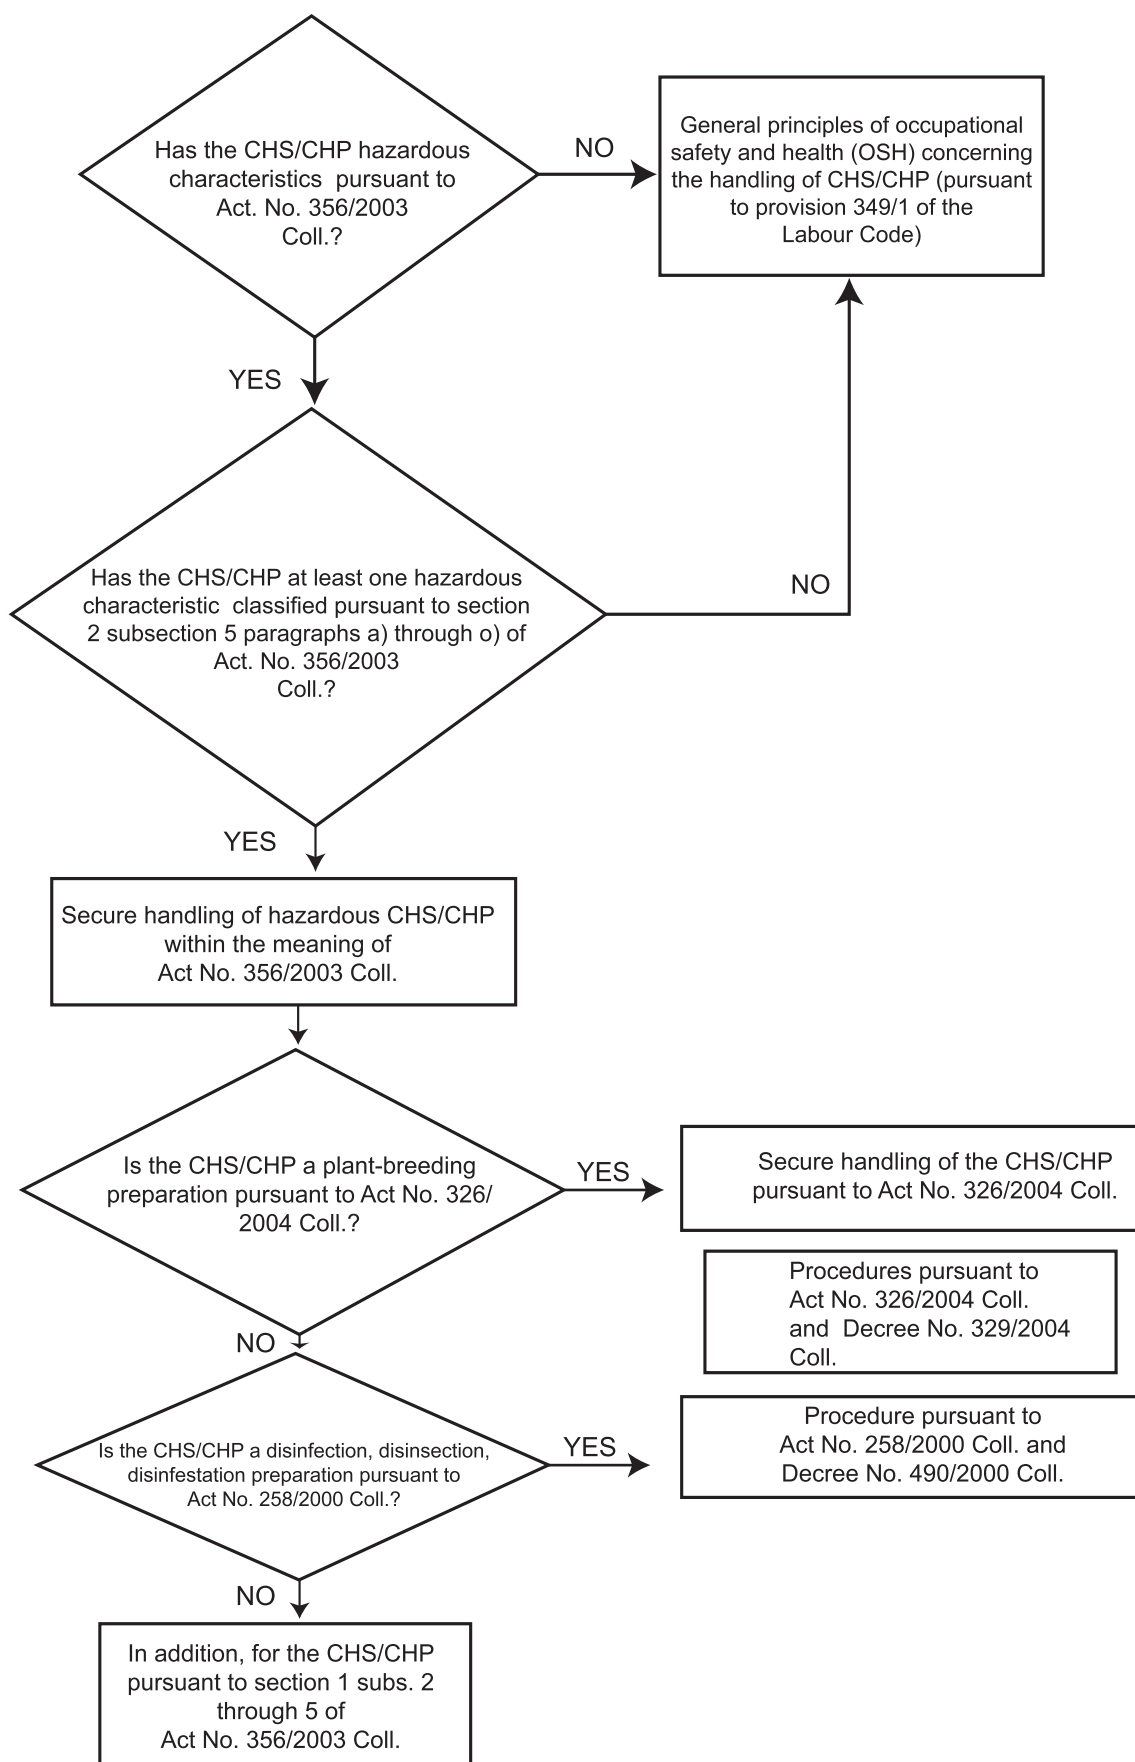 Has the CHS/CHP hazardous
characteristics pursuant to
Act. No. 356/2003
Coll.?
NO
General principles of occupational
safety and health (OSH) concerning
the handling of CHS/CHP (pursuant
to provision 349/1 of the
Labour Code)
YES
Has the CHS/CHP at least one hazardous
characteristic classified pursuant to section
2 subsection 5 paragraphs a) through o) of
Act. No. 356/2003
Coll.?
NO
YES
Secure handling of hazardous CHS/CHP
within the meaning of
Act No. 356/2003 Coll.
Is the CHS/CHP a plant-breeding
preparation pursuant to Act No. 326/
2004 Coll.?
YES
Secure handling of the CHS/CHP
pursuant to Act No. 326/2004 Coll.
Procedures pursuant to
Act No. 326/2004 Coll.
and Decree No. 329/2004
Coll.
NO
Is the CHS/CHP a disinfection, disinsection,
disinfestation preparation pursuant to
Act No. 258/2000 Coll.?
YES
Procedure pursuant to
Act No. 258/2000 Coll. and
Decree No. 490/2000 Coll.
NO
In addition, for the CHS/CHP
pursuant to section 1 subs. 2
through 5 of
Act No. 356/2003 Coll.